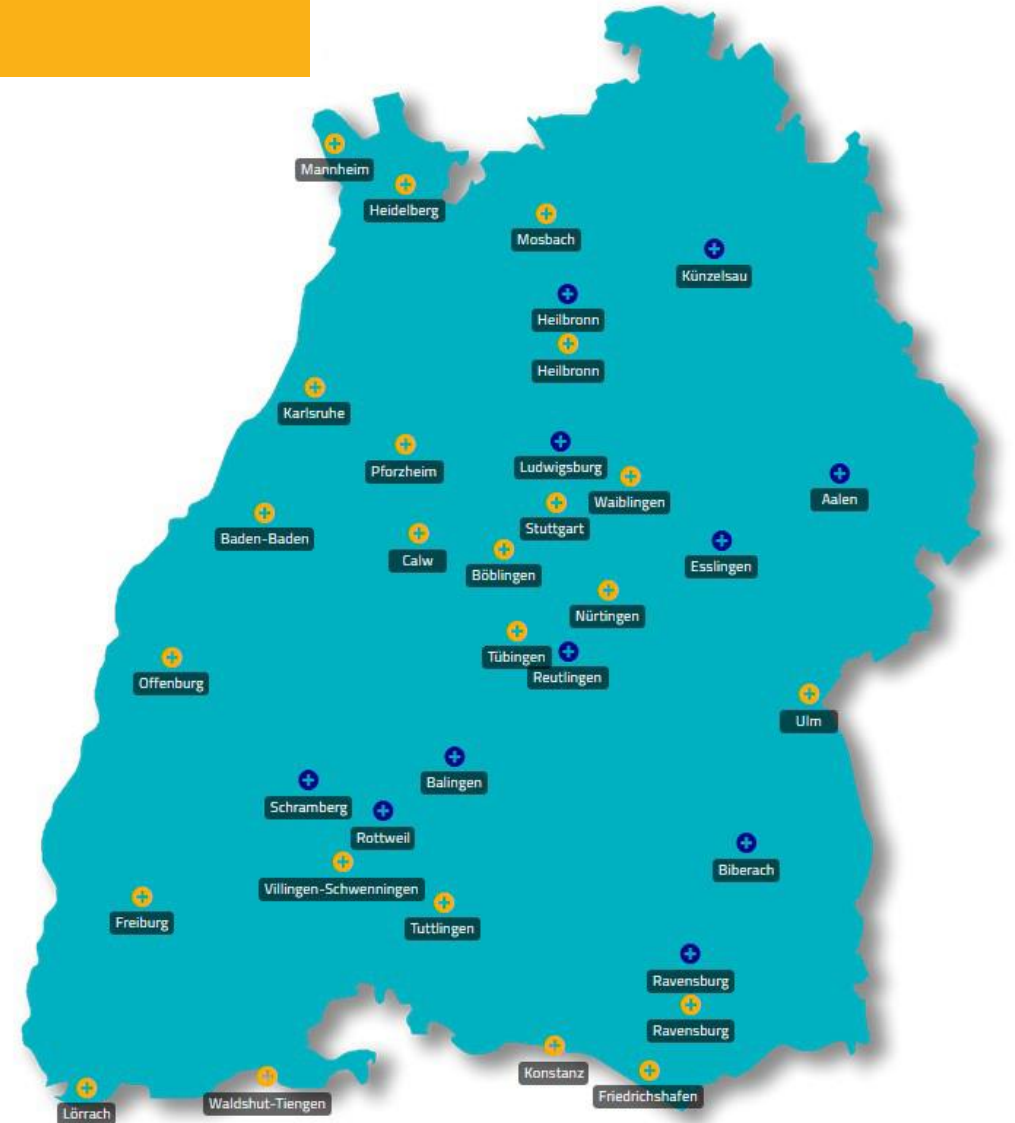 Mannheim
Heidelberg
Mosbach
Künzelsau
Heilbronn
Heilbronn
Karlsruhe
Pforzheim
Ludwigsburg
Waiblingen
Aalen
Stuttgart
Baden-Baden
Calw
Böblingen
Esslingen
Nürtingen
Tübingen
Reutlingen
Offenburg
Ulm
Balingen
Schramberg
Rottweil
Biberach
Villingen-Schwenningen
Freiburg
Tuttlingen
Ravensburg
Ravensburg
Konstanz
Friedrichshafen
Waldshut-Tiengen
Lörrach